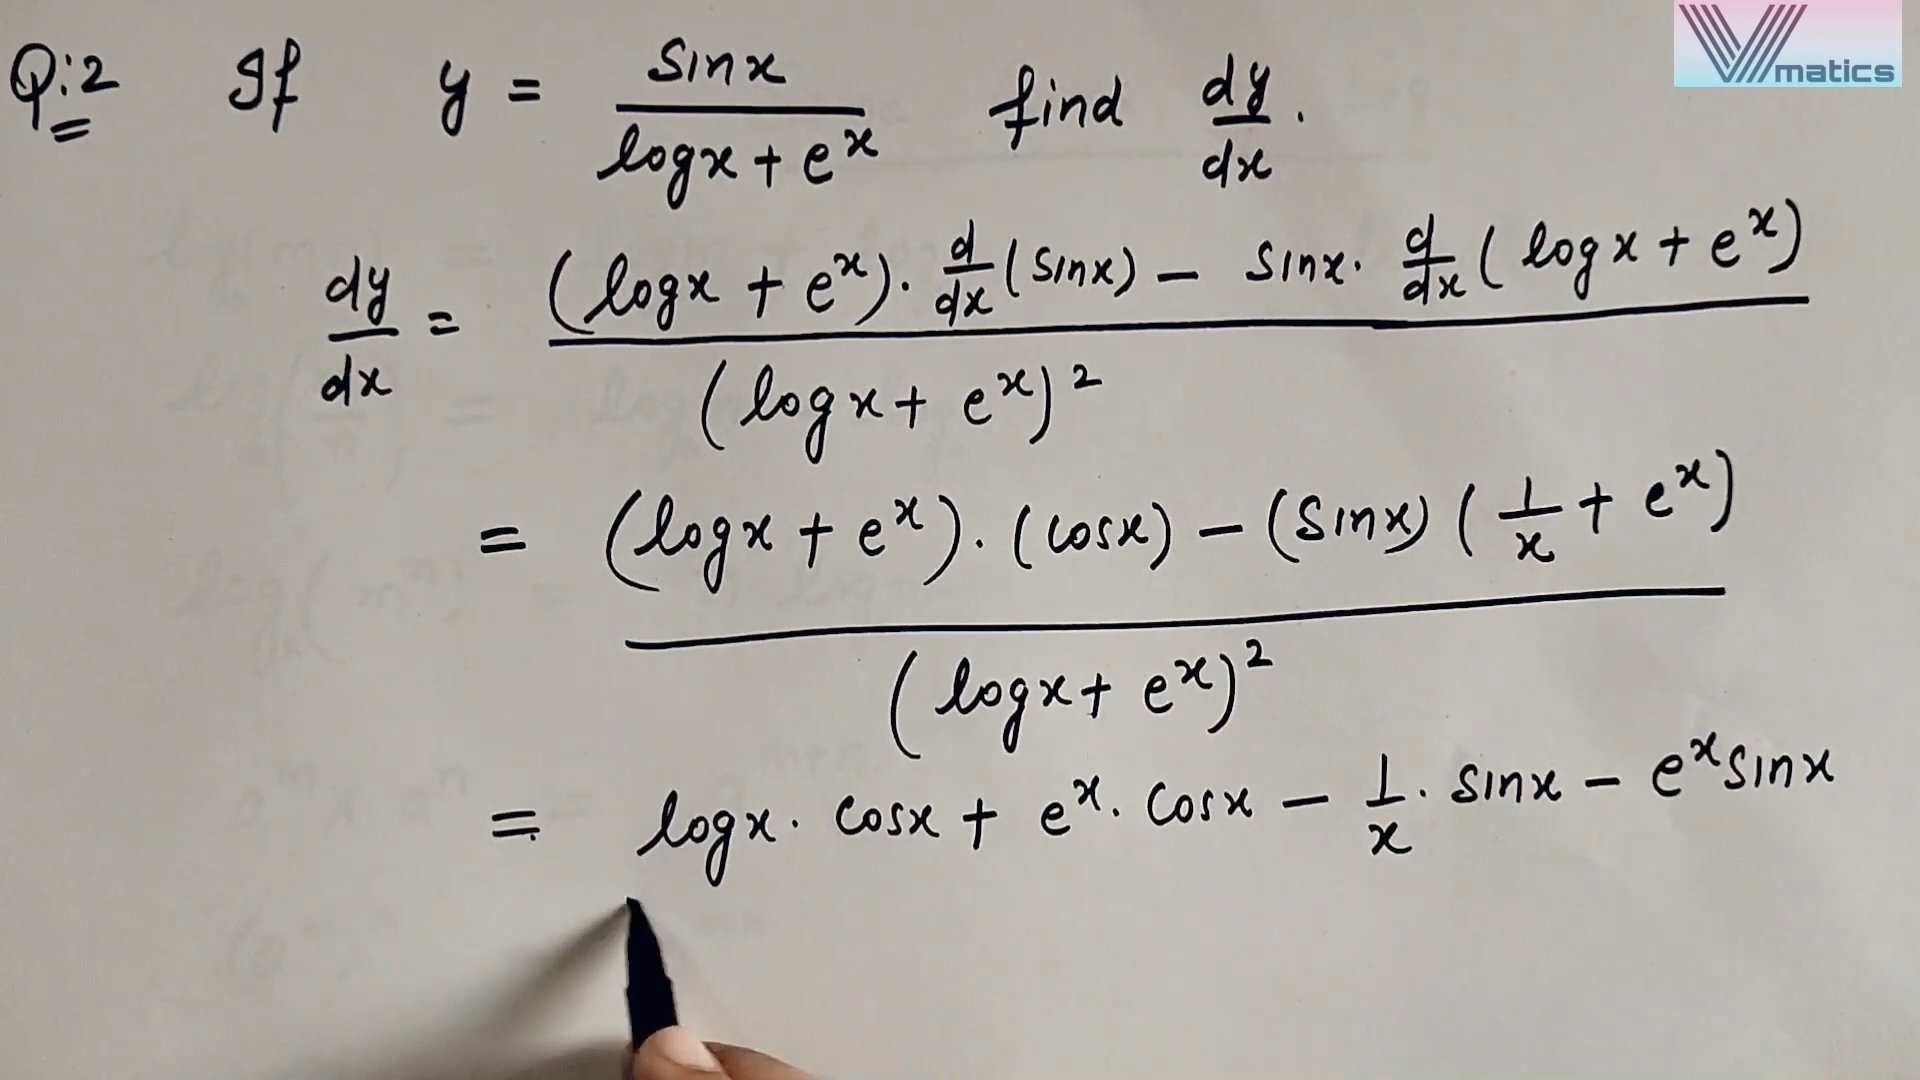 Vmatics
Q:2 If y = sinx / (logx + e^x) find dy/dx.
dy/dx = ((logx + e^x) · d/dx (sinx) − sinx · d/dx (logx + e^x)) / (logx + e^x)^2
= ((logx + e^x) · (cosx) − (sinx) (1/x + e^x)) / (logx + e^x)^2
= logx · cosx + e^x · cosx − 1/x · sinx − e^x sinx